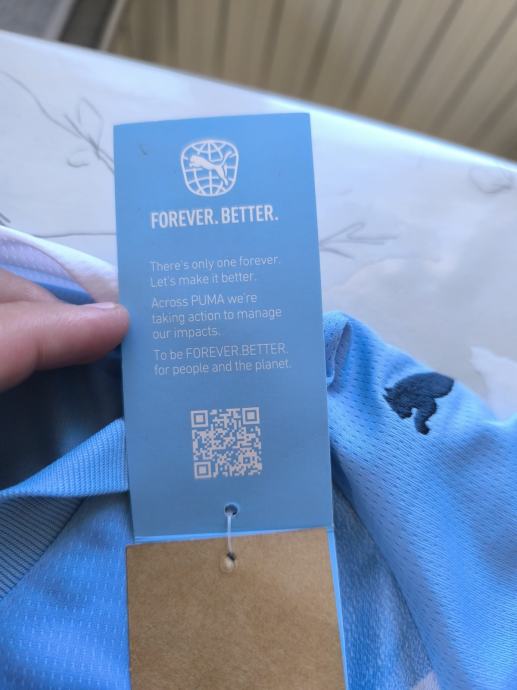 FOREVER. BETTER.
There's only one forever.
Let's make it better.
Across PUMA we're
taking action to manage
our impacts.
To be FOREVER.BETTER.
for people and the planet.